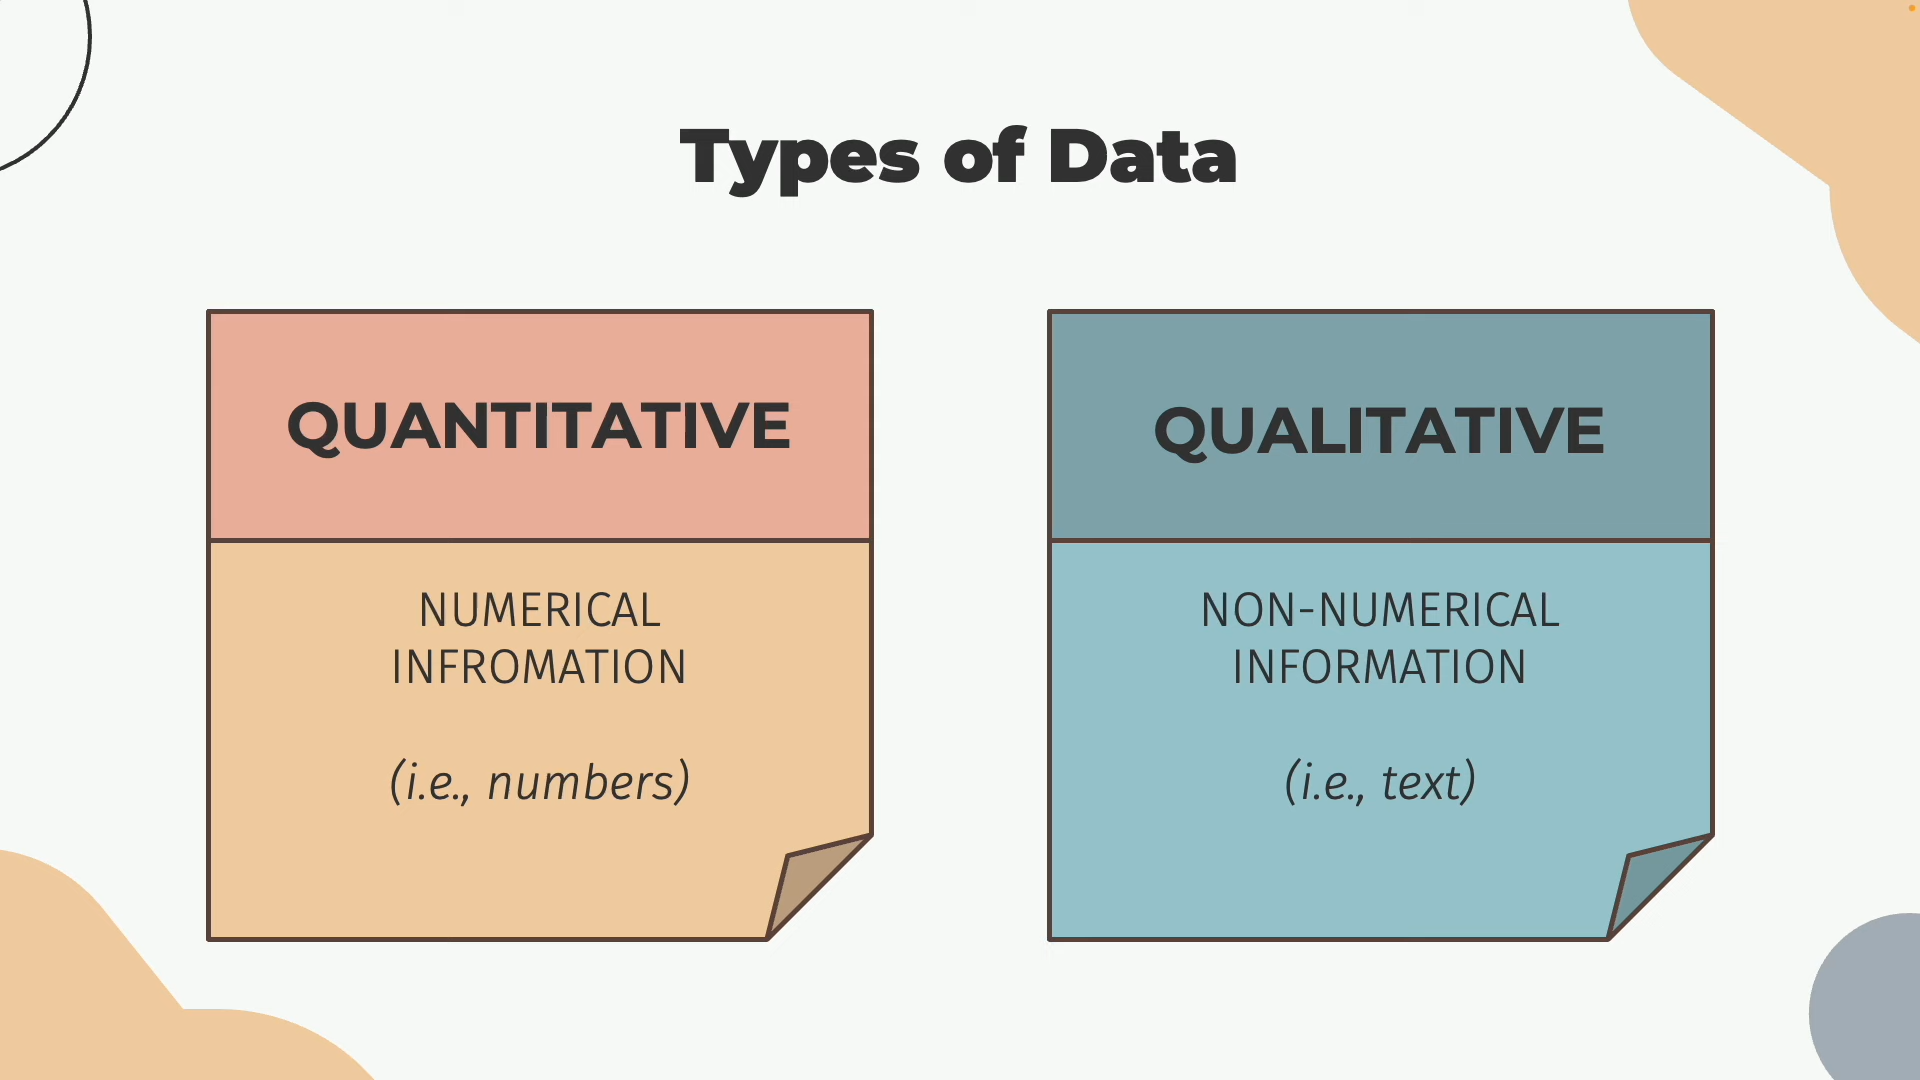 Types of Data
QUANTITATIVE
NUMERICAL
INFROMATION
(i.e., numbers)
QUALITATIVE
NON-NUMERICAL
INFORMATION
(i.e., text)